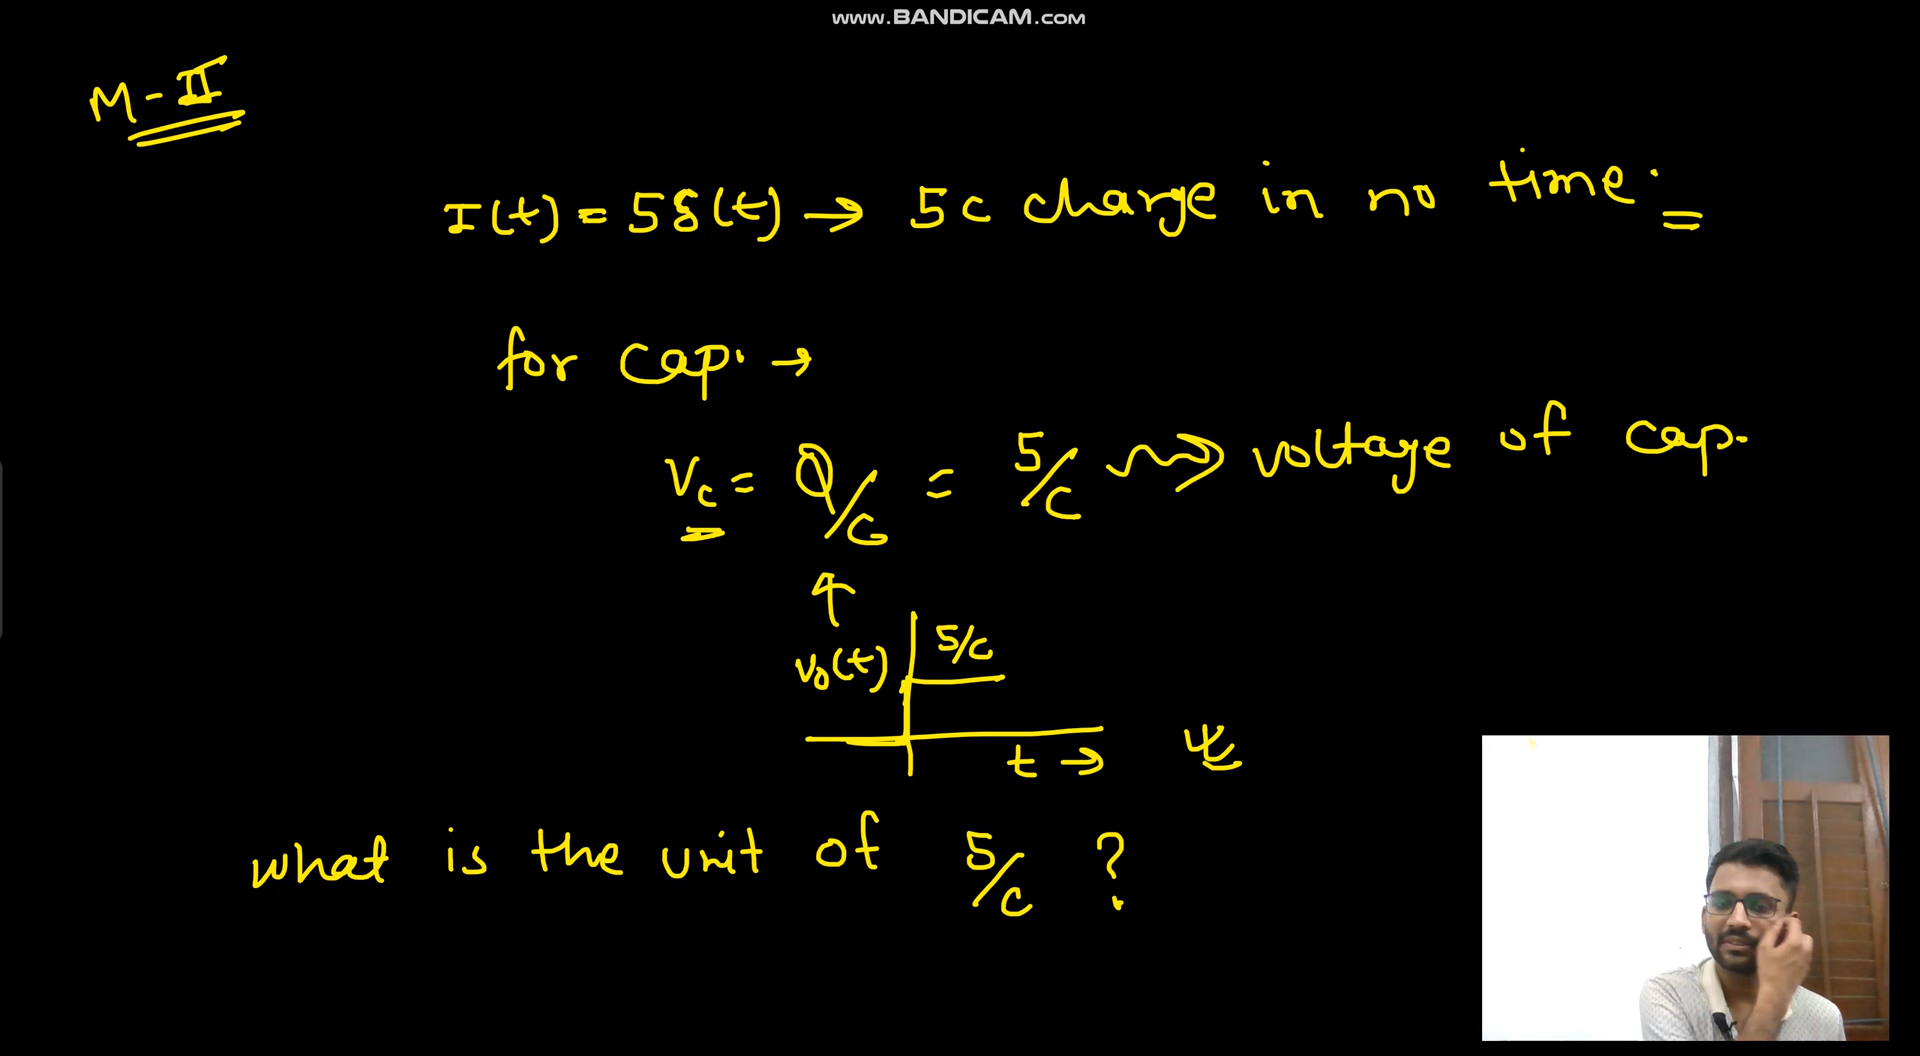 www.BANDICAM.com
M-II
I(t) = 5δ(t) → 5C charge in no time.
for cap. →
Vc = Q/C = 5/C voltage of cap.
↑
5/C
v₀(t)
t →
what is the unit of 5/C ?